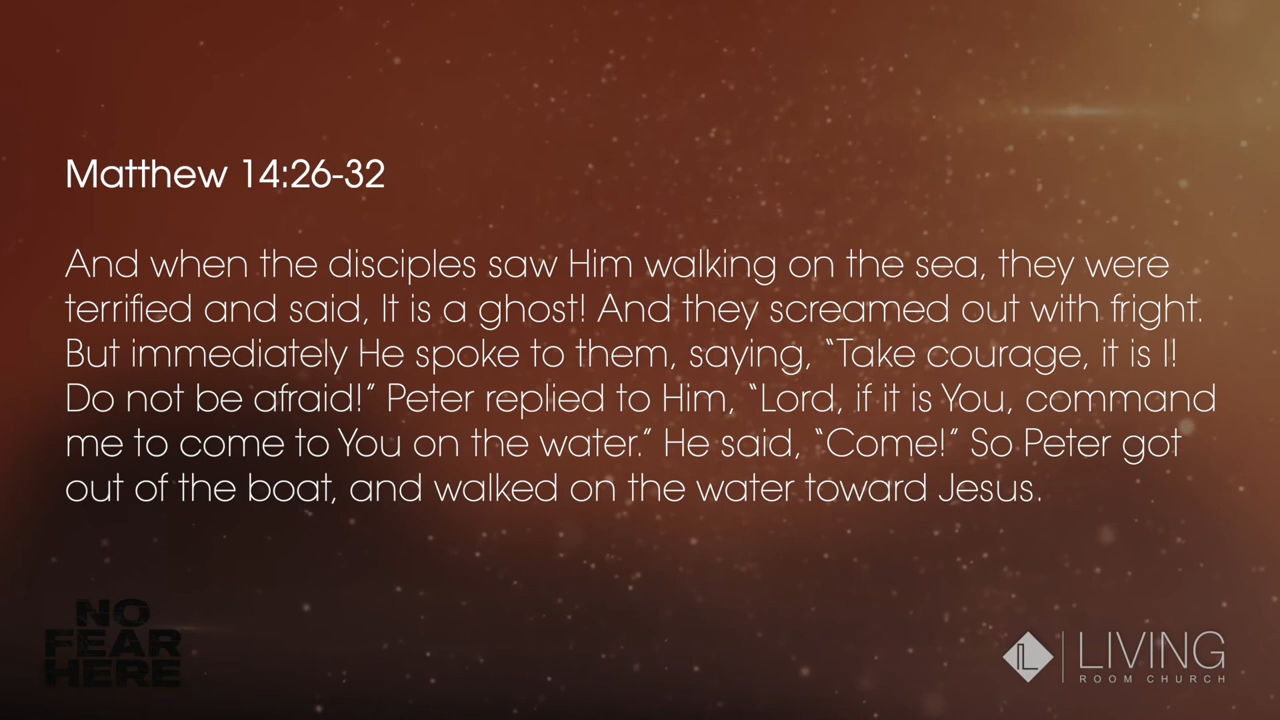 Matthew 14:26-32
And when the disciples saw Him walking on the sea, they were
terrified and said, It is a ghost! And they screamed out with fright.
But immediately He spoke to them, saying, “Take courage, it is I!
Do not be afraid!” Peter replied to Him, “Lord, if it is You, command
me to come to You on the water.” He said, “Come!” So Peter got
out of the boat, and walked on the water toward Jesus.
NO
FEAR
HERE
LIVING
ROOM CHURCH